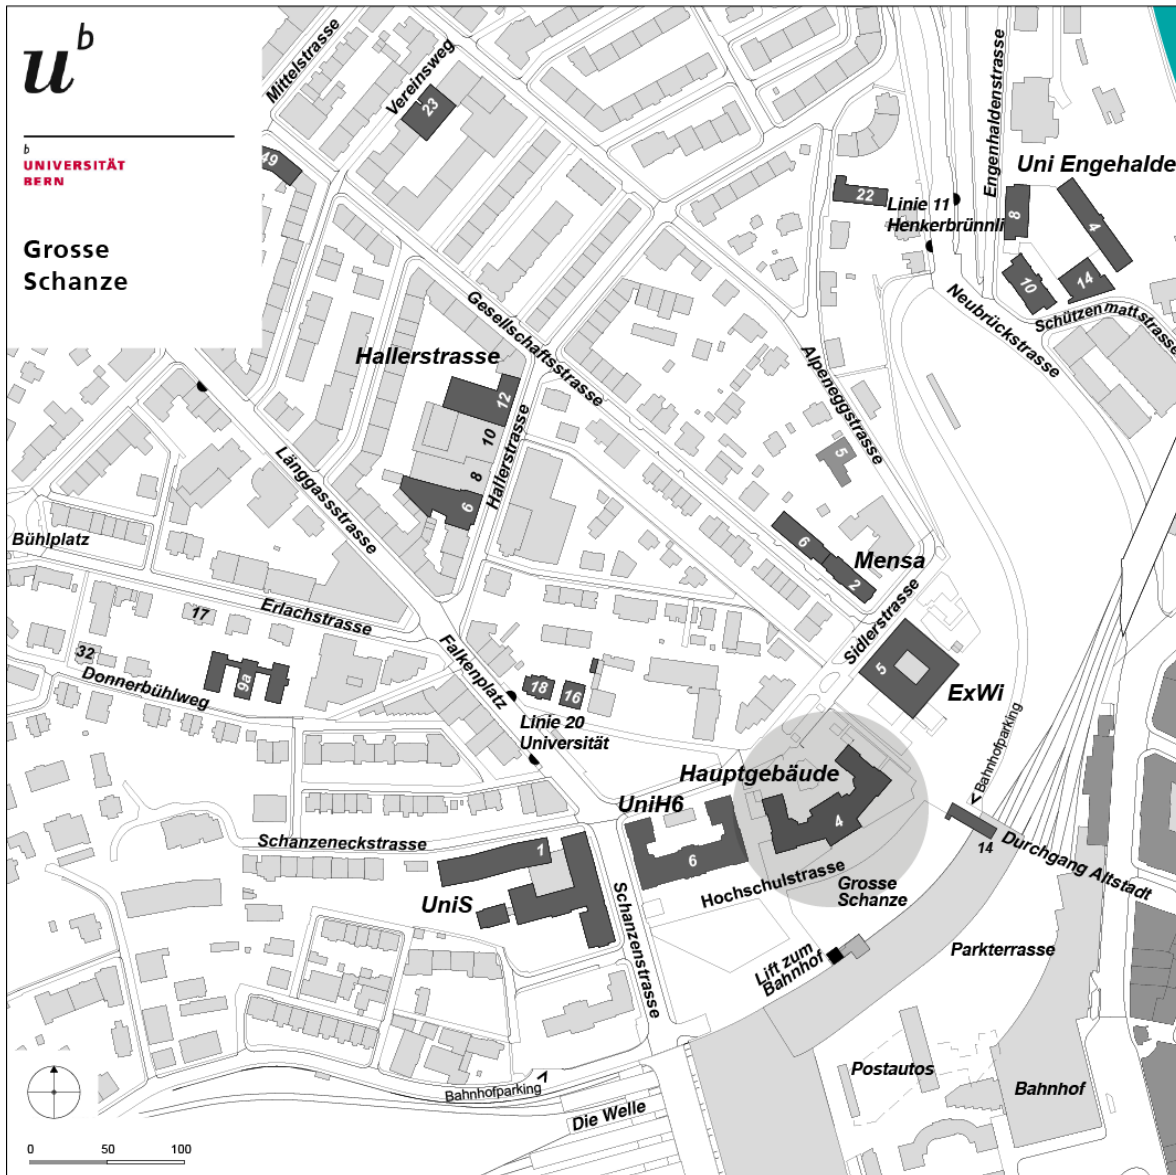 u^b
b
UNIVERSITÄT
BERN
Grosse
Schanze
Mittelstrasse
Vereinsweg
23
49
Engehaldenstrasse
Uni Engehalde
22
Linie 11
Henkerbrünnli
8
4
10
14
Neubrückstrasse
Schützenmattstrasse
Gesellschaftsstrasse
Hallerstrasse
12
10
8
6
Hallerstrasse
Alpeneggstrasse
5
Länggassstrasse
Bühlplatz
6
2
Mensa
Sidlerstrasse
Erlachstrasse
17
32
Donnerbühlweg
9a
Falkenplatz
18
16
Linie 20
Universität
5
ExWi
Bahnhofparking
Hauptgebäude
4
UniH6
6
Hochschulstrasse
Grosse
Schanze
14
Durchgang Altstadt
Schanzeneckstrasse
1
UniS
Schanzenstrasse
Lift zum
Bahnhof
Parkterrasse
Postautos
Bahnhof
Bahnhofparking
Die Welle
0 50 100